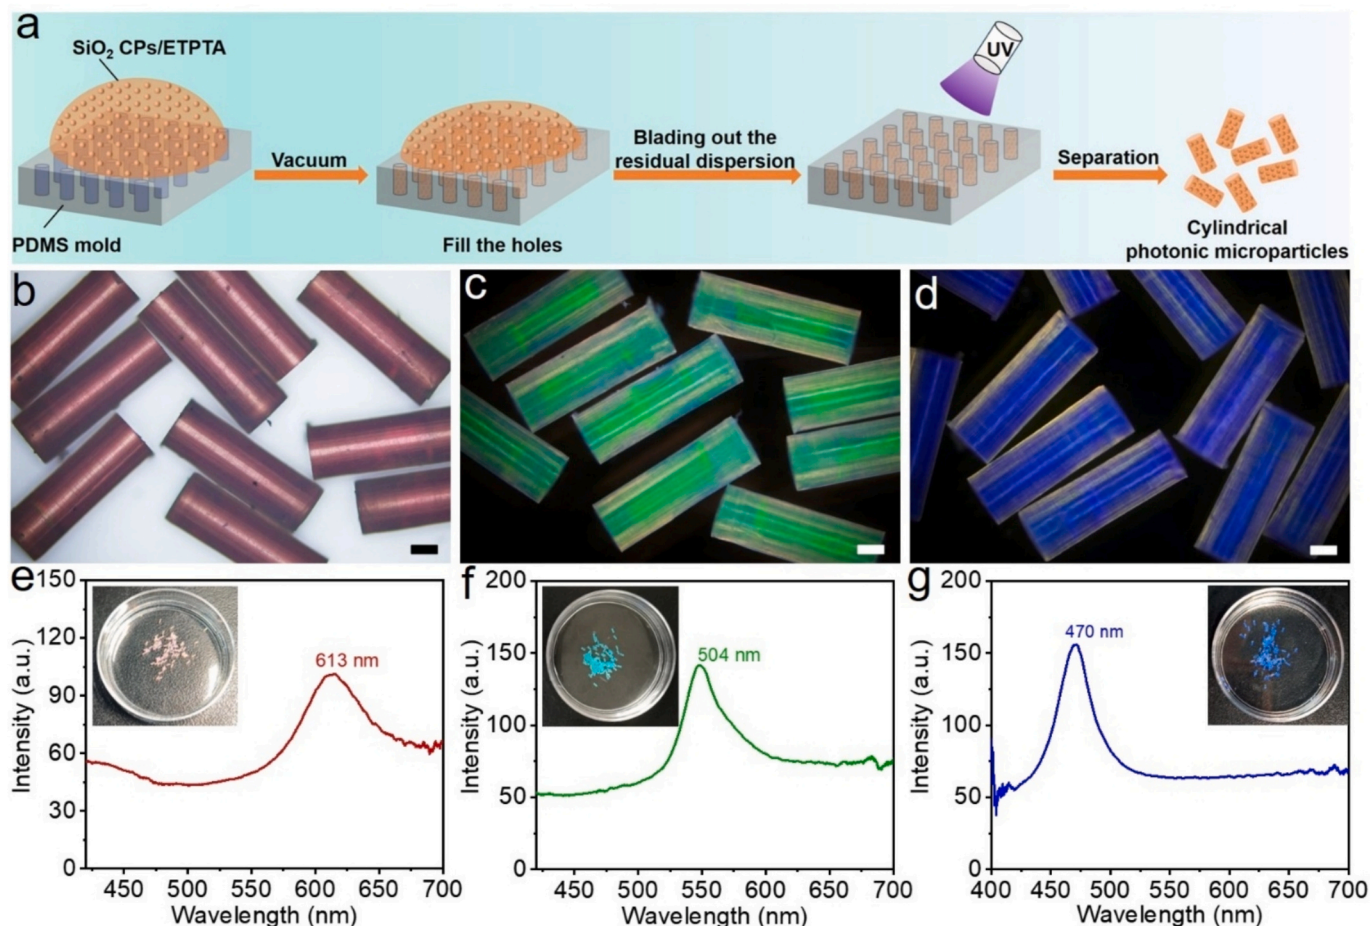 a
SiO₂ CPs/ETPTA
UV
Vacuum
Blading out the
residual dispersion
Separation
PDMS mold
Fill the holes
Cylindrical
photonic microparticles
b
c
d
e
Intensity (a.u.)
150
120
90
60
30
0
613 nm
450 500 550 600 650 700
Wavelength (nm)
f
Intensity (a.u.)
200
150
100
50
0
504 nm
450 500 550 600 650 700
Wavelength (nm)
g
Intensity (a.u.)
200
150
100
50
0
470 nm
400 450 500 550 600 650 700
Wavelength (nm)